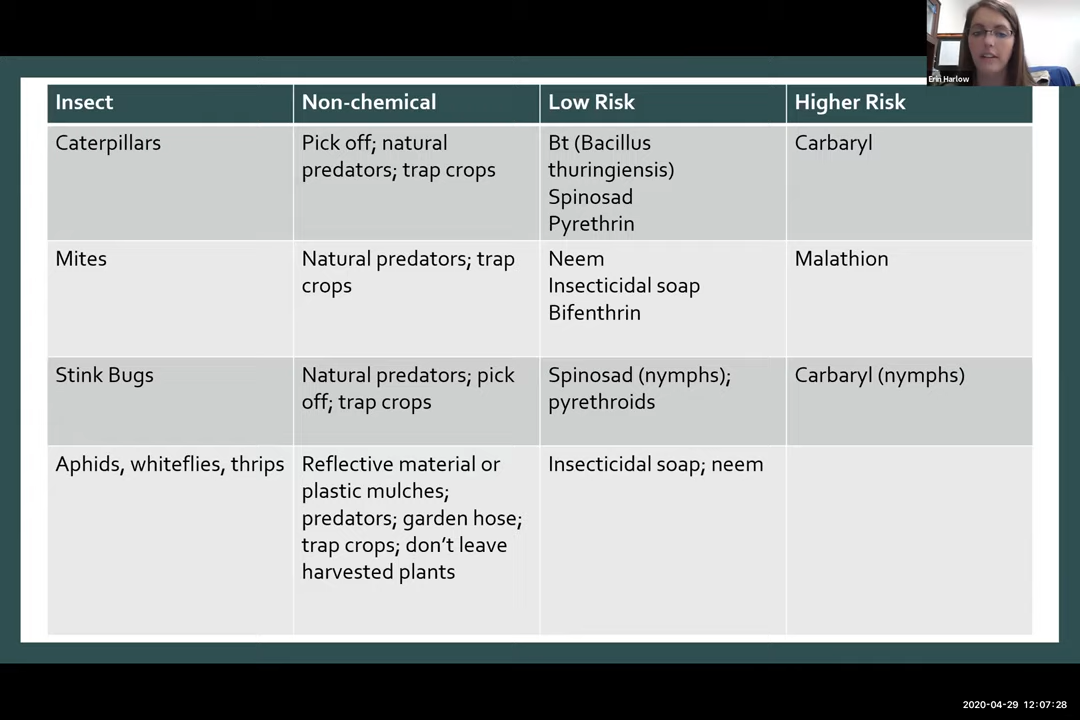 Erin Harlow
Insect
Non-chemical
Low Risk
Higher Risk
Caterpillars
Pick off; natural
predators; trap crops
Bt (Bacillus
thuringiensis)
Spinosad
Pyrethrin
Carbaryl
Mites
Natural predators; trap
crops
Neem
Insecticidal soap
Bifenthrin
Malathion
Stink Bugs
Natural predators; pick
off; trap crops
Spinosad (nymphs);
pyrethroids
Carbaryl (nymphs)
Aphids, whiteflies, thrips
Reflective material or
plastic mulches;
predators; garden hose;
trap crops; don’t leave
harvested plants
Insecticidal soap; neem
2020-04-29 12:07:28